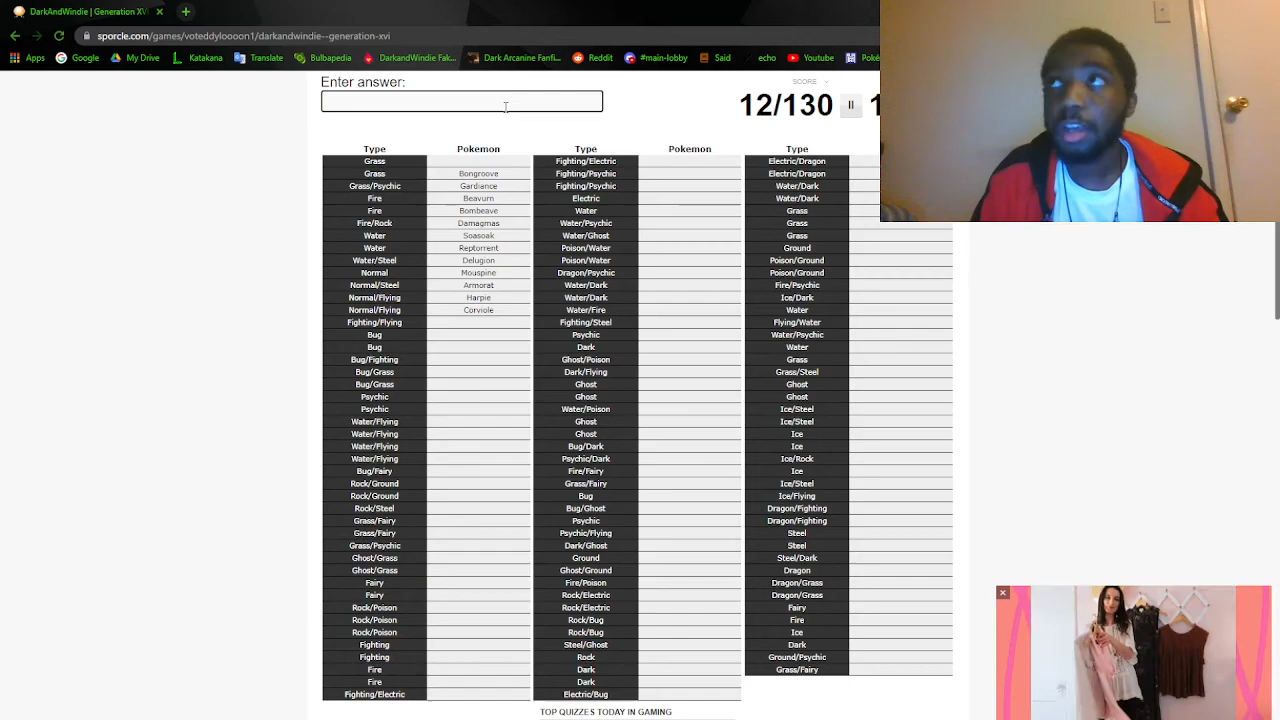 DarkAndWindie | Generation XVI
sporcle.com/games/voteddyloooon1/darkandwindie--generation-xvi
Apps Google My Drive Katakana Translate Bulbapedia DarkandWindie Fak... Dark Arcanine Fanfi... Reddit #main-lobby Said echo Youtube Poké
Enter answer:
SCORE
12/130
Type Pokemon Type Pokemon Type
Grass Fighting/Electric Electric/Dragon
Grass Bongroove Fighting/Psychic Electric/Dragon
Grass/Psychic Gardiance Fighting/Psychic Water/Dark
Fire Beavum Electric Water/Dark
Fire Bombeave Water Grass
Fire/Rock Damagmas Water/Psychic Grass
Water Soasoak Water/Ghost Grass
Water Reptorrent Poison/Water Ground
Water/Steel Delugion Poison/Water Poison/Ground
Normal Mouspine Dragon/Psychic Poison/Ground
Normal/Steel Armorat Water/Dark Fire/Psychic
Normal/Flying Harpie Water/Dark Ice/Dark
Normal/Flying Corviole Water/Fire Water
Fighting/Flying Fighting/Steel Flying/Water
Bug Psychic Water/Psychic
Bug Dark Water
Bug/Fighting Ghost/Poison Grass
Bug/Grass Dark/Flying Grass/Steel
Bug/Grass Ghost Ghost
Psychic Ghost Ghost
Psychic Water/Poison Ice/Steel
Water/Flying Ghost Ice/Steel
Water/Flying Ghost Ice
Water/Flying Bug/Dark Ice
Water/Flying Psychic/Dark Ice/Rock
Bug/Fairy Fire/Fairy Ice
Rock/Ground Grass/Fairy Ice/Steel
Rock/Ground Bug Ice/Flying
Rock/Steel Bug/Ghost Dragon/Fighting
Grass/Fairy Psychic Dragon/Fighting
Grass/Fairy Psychic/Flying Steel
Grass/Psychic Dark/Ghost Steel
Ghost/Grass Ground Steel/Dark
Ghost/Grass Ghost/Ground Dragon
Fairy Fire/Poison Dragon/Grass
Fairy Rock/Electric Dragon/Grass
Rock/Poison Rock/Electric Fairy
Rock/Poison Rock/Bug Fire
Rock/Poison Rock/Bug Ice
Fighting Steel/Ghost Dark
Fighting Rock Ground/Psychic
Fire Dark Grass/Fairy
Fire Dark
Fighting/Electric Electric/Bug
TOP QUIZZES TODAY IN GAMING